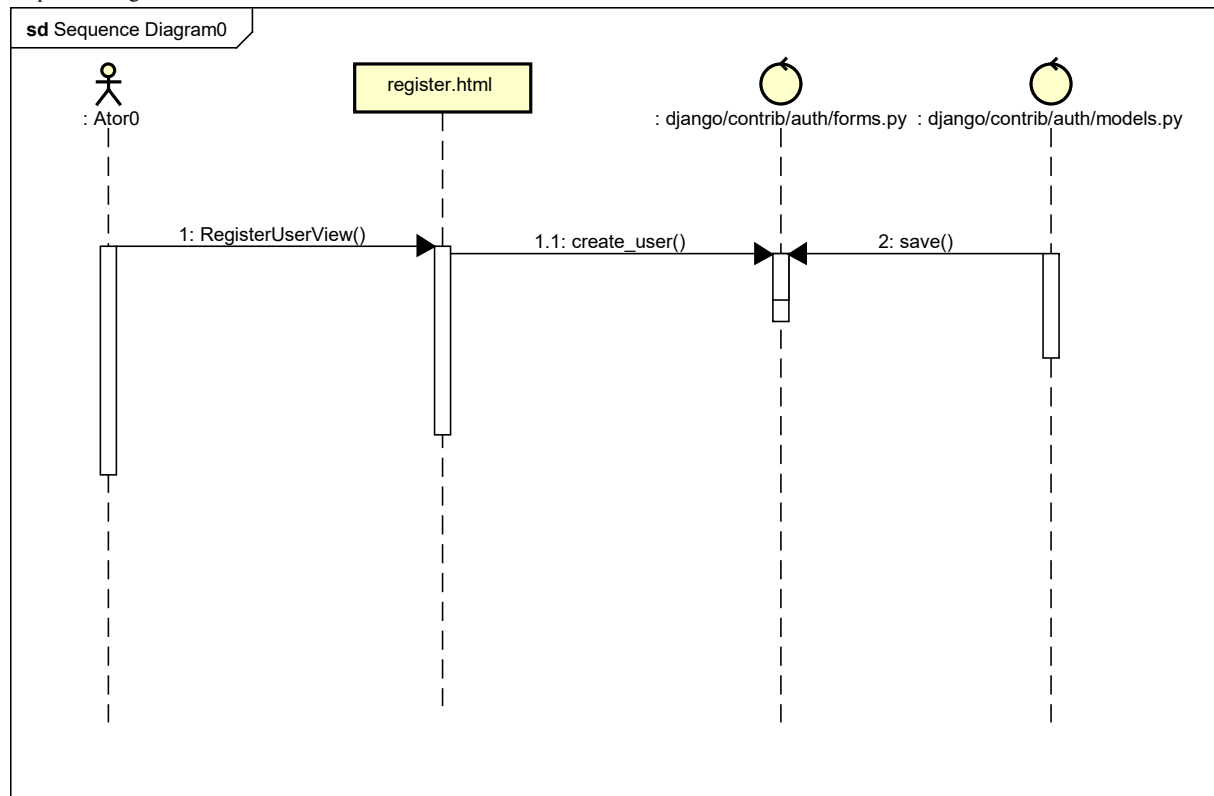 sd Sequence Diagram0
register.html
: Ator0
: django/contrib/auth/forms.py
: django/contrib/auth/models.py
1: RegisterUserView()
1.1: create_user()
2: save()